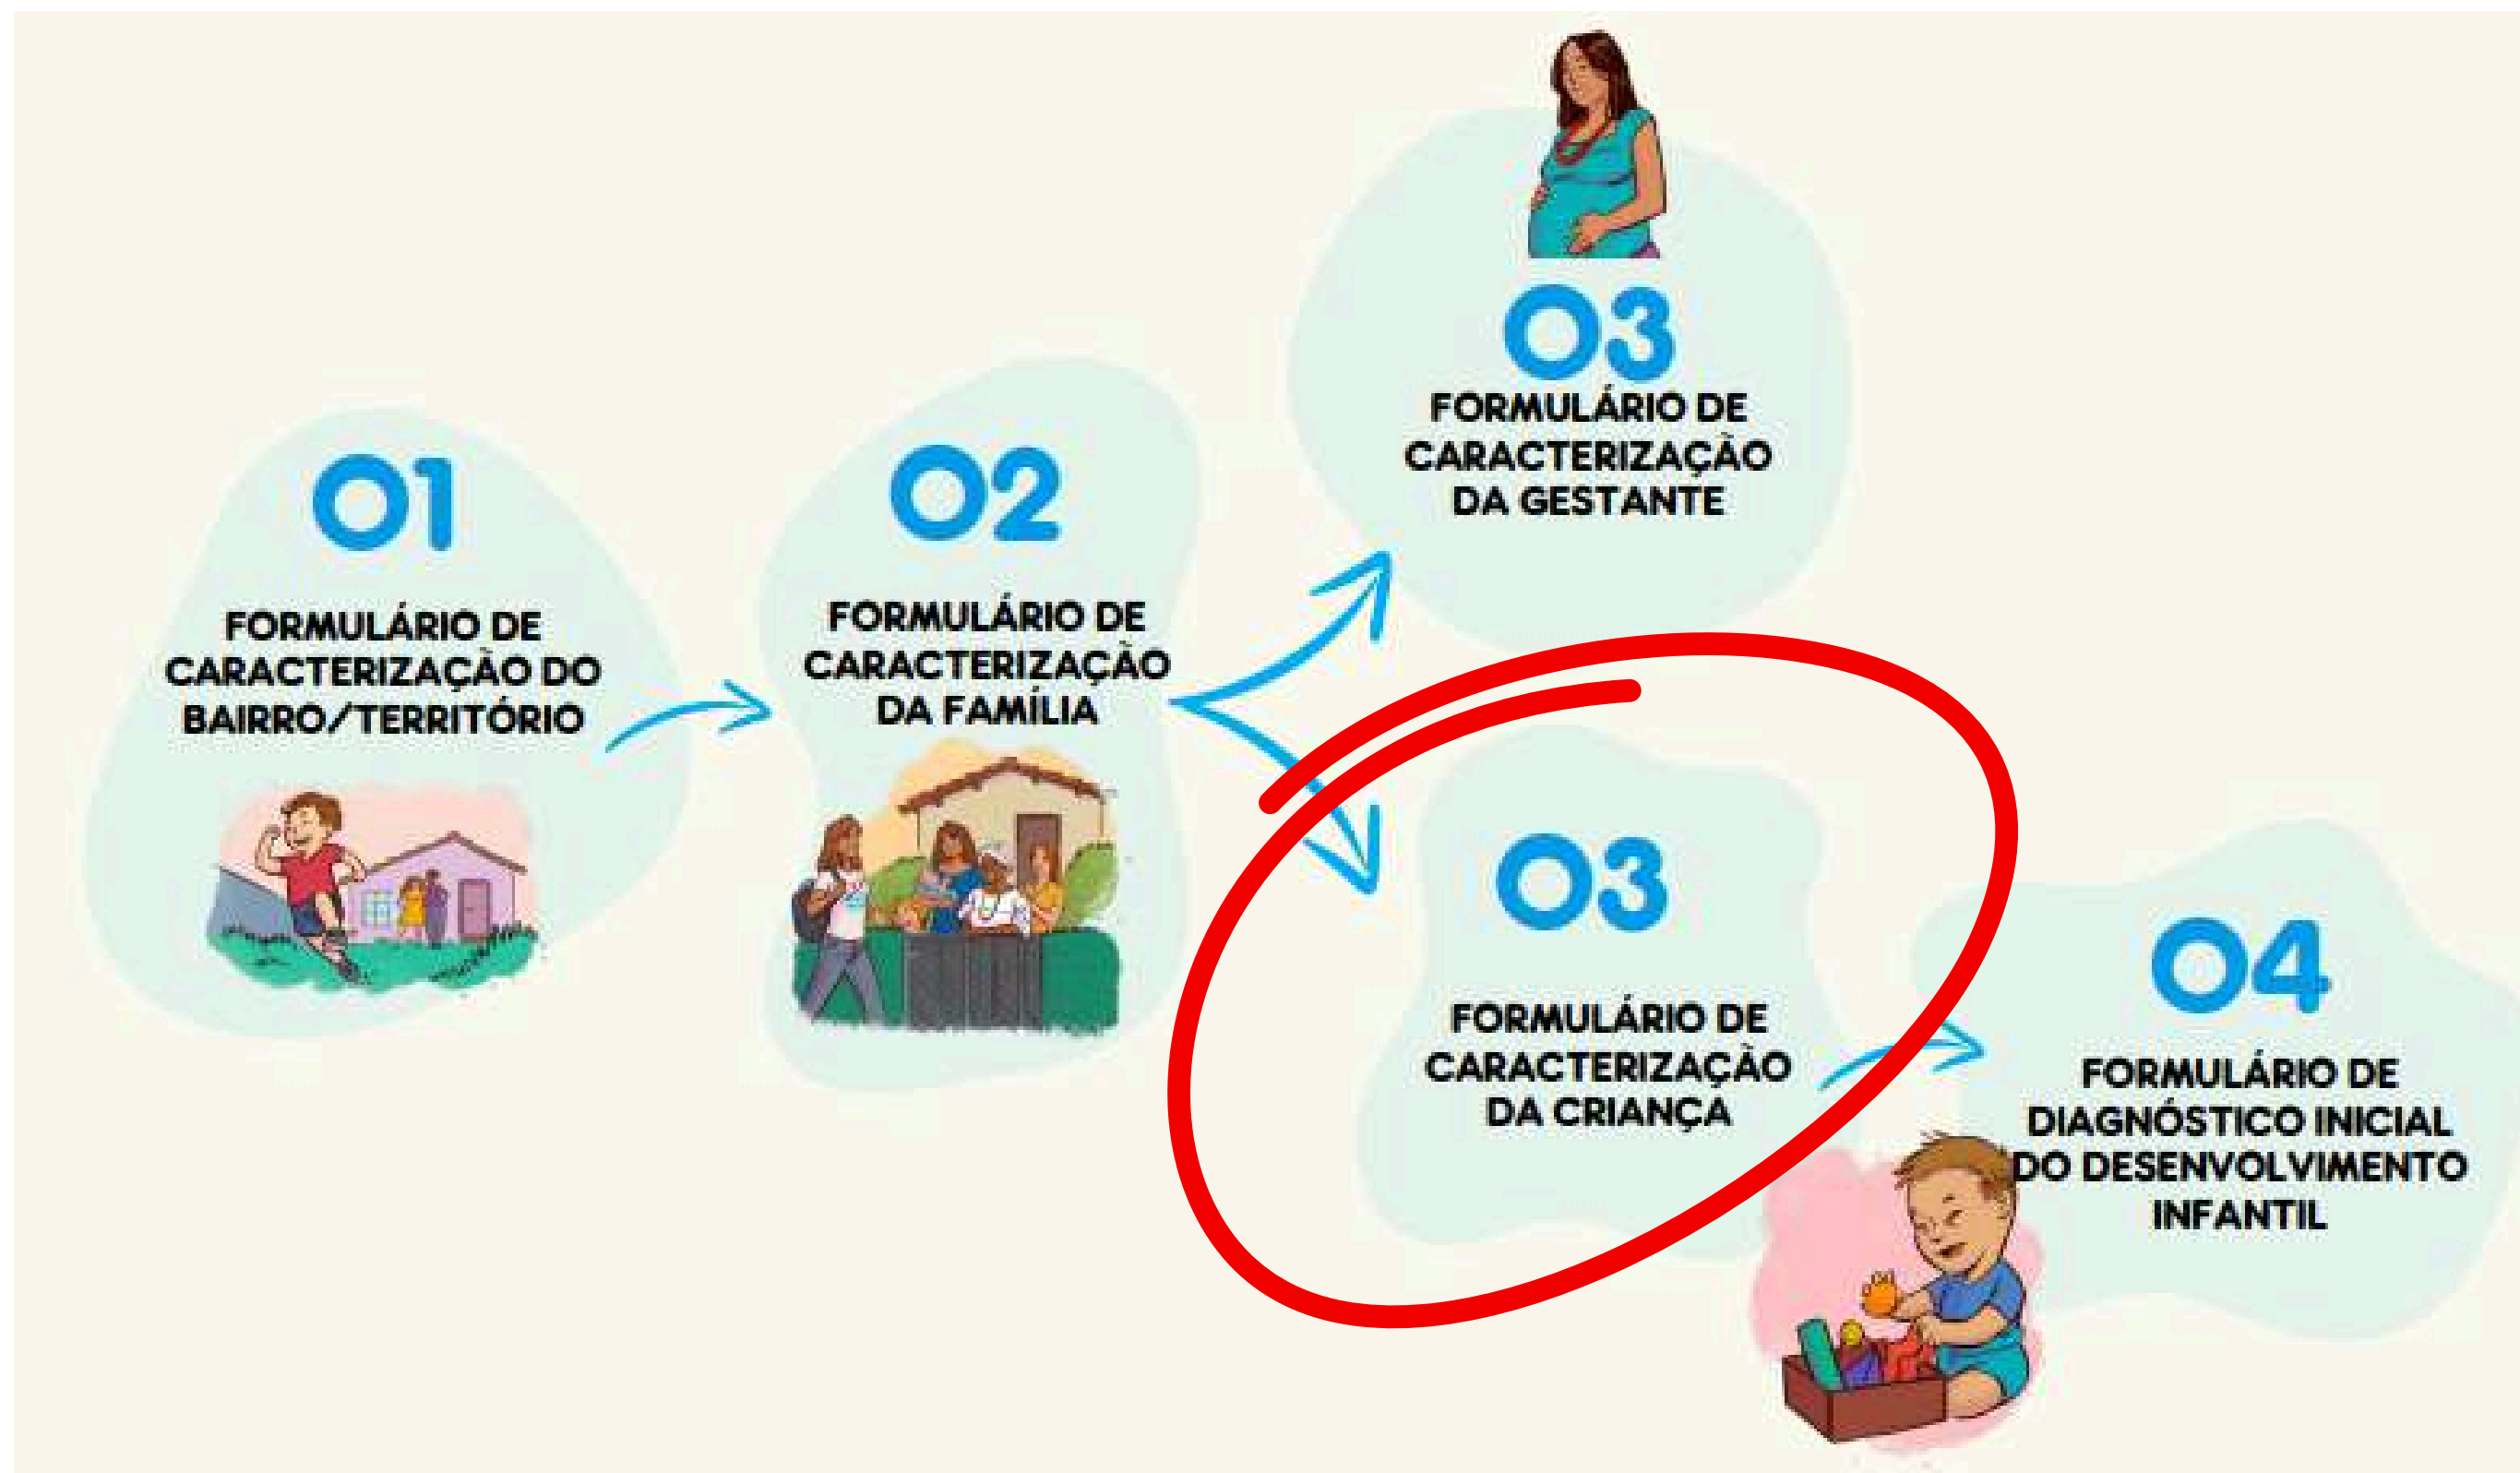 01
FORMULÁRIO DE
CARACTERIZAÇÃO DO
BAIRRO/TERRITÓRIO
02
FORMULÁRIO DE
CARACTERIZAÇÃO
DA FAMÍLIA
03
FORMULÁRIO DE
CARACTERIZAÇÃO
DA GESTANTE
03
FORMULÁRIO DE
CARACTERIZAÇÃO
DA CRIANÇA
04
FORMULÁRIO DE
DIAGNÓSTICO INICIAL
DO DESENVOLVIMENTO
INFANTIL